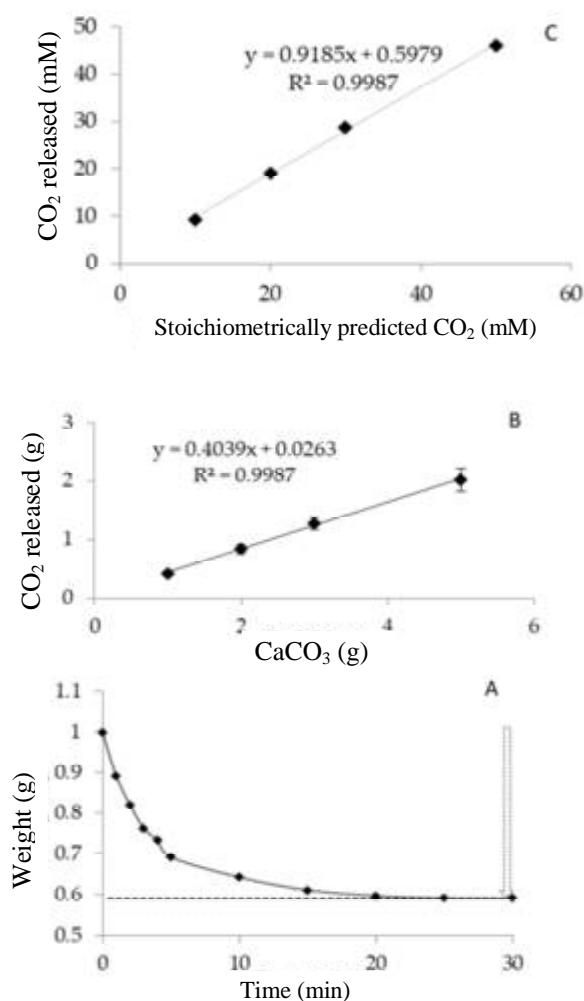 50
C
y = 0.9185x + 0.5979
R² = 0.9987
40
30
20
10
0
CO₂ released (mM)
0 20 40 60
Stoichiometrically predicted CO₂ (mM)
3
B
y = 0.4039x + 0.0263
R² = 0.9987
2
1
0
CO₂ released (g)
0 2 4 6
CaCO₃ (g)
1.1
A
1
0.9
0.8
0.7
0.6
0.5
Weight (g)
0 10 20 30
Time (min)